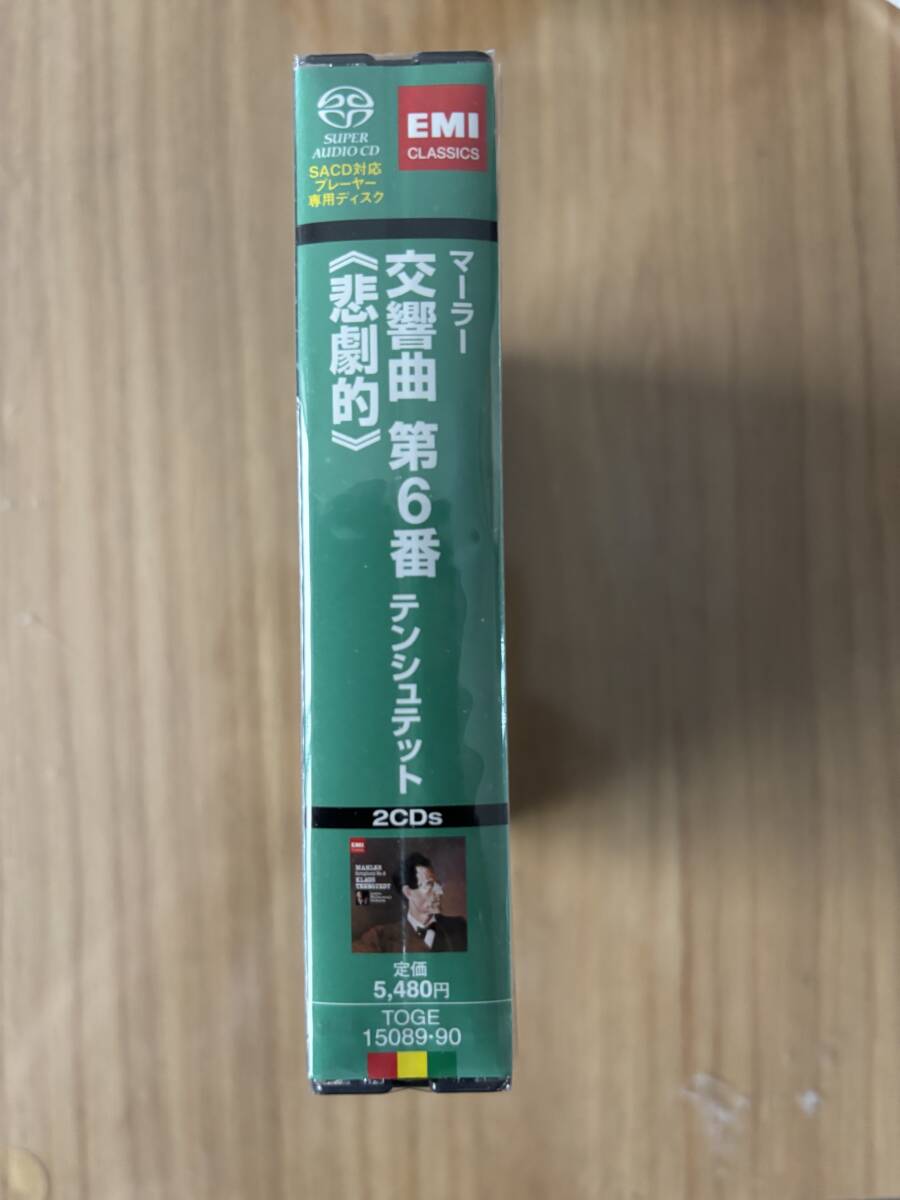 SUPER
AUDIO CD
SACD対応
プレーヤー
専用ディスク
EMI
CLASSICS
マーラー
交響曲 第6番 テンシュテット
《悲劇的》
2CDs
EMI
MAHLER
KLAUS
TENNSTEDT
定価
5,480円
TOGE
15089・90